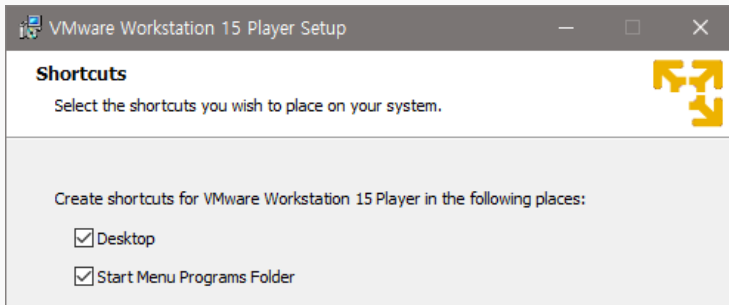 VMware Workstation 15 Player Setup
Shortcuts
Select the shortcuts you wish to place on your system.
Create shortcuts for VMware Workstation 15 Player in the following places:
Desktop
Start Menu Programs Folder